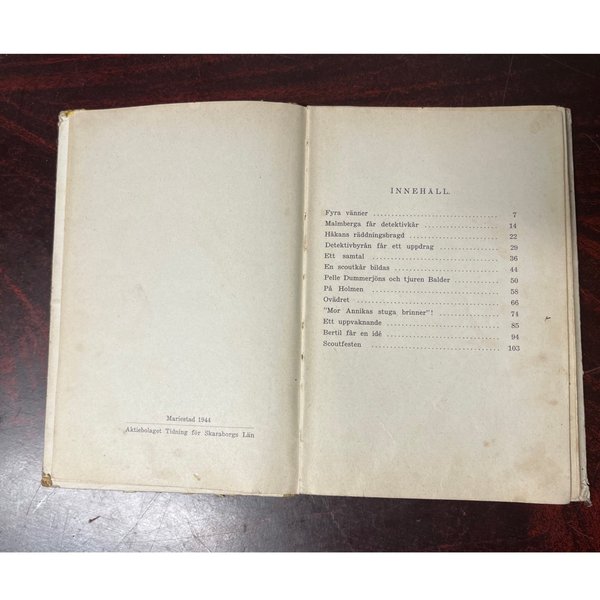 Mariestad 1944
Aktiebolaget Tidning för Skaraborgs Län
INNEHÅLL.
Fyra vänner 7
Malmberga får detektivkår 14
Håkans räddningsbragd 22
Detektivbyrån får ett uppdrag 29
Ett samtal 36
En scoutkår bildas 44
Pelle Dummerjöns och tjuren Balder 50
På Holmen 58
Ovädret 66
"Mor Annikas stuga brinner"! 74
Ett uppvaknande 85
Bertil får en idé 94
Scoutfesten 163